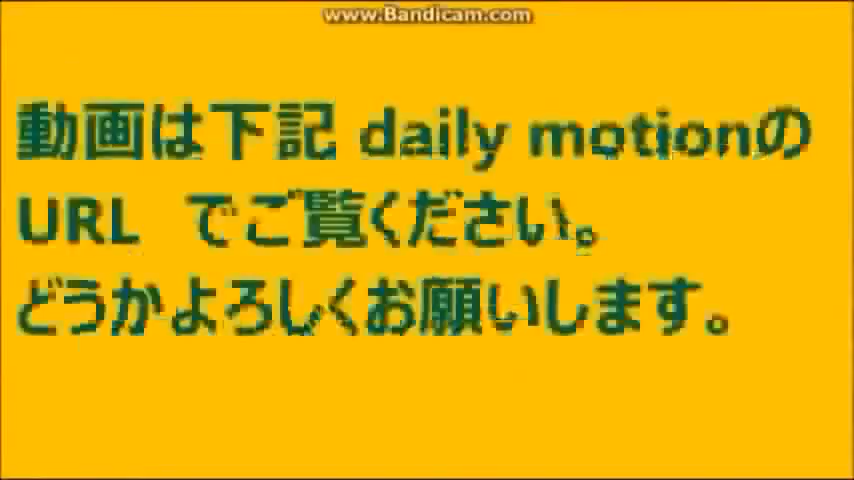 www.Bandicam.com
動画は下記 daily motionの
URL　でご覧ください。
どうかよろしくお願いします。